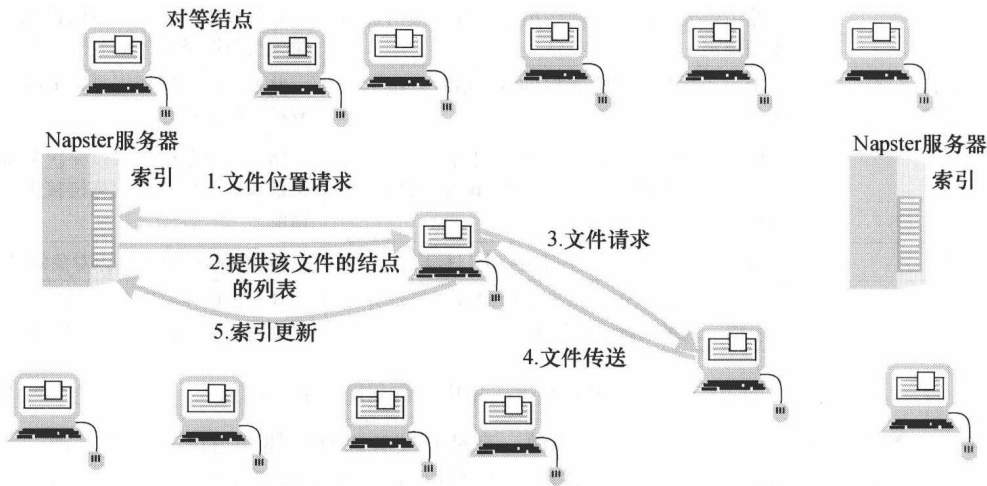 对等结点
Napster服务器
索引
Napster服务器
索引
1.文件位置请求
2.提供该文件的结点
的列表
3.文件请求
5.索引更新
4.文件传送